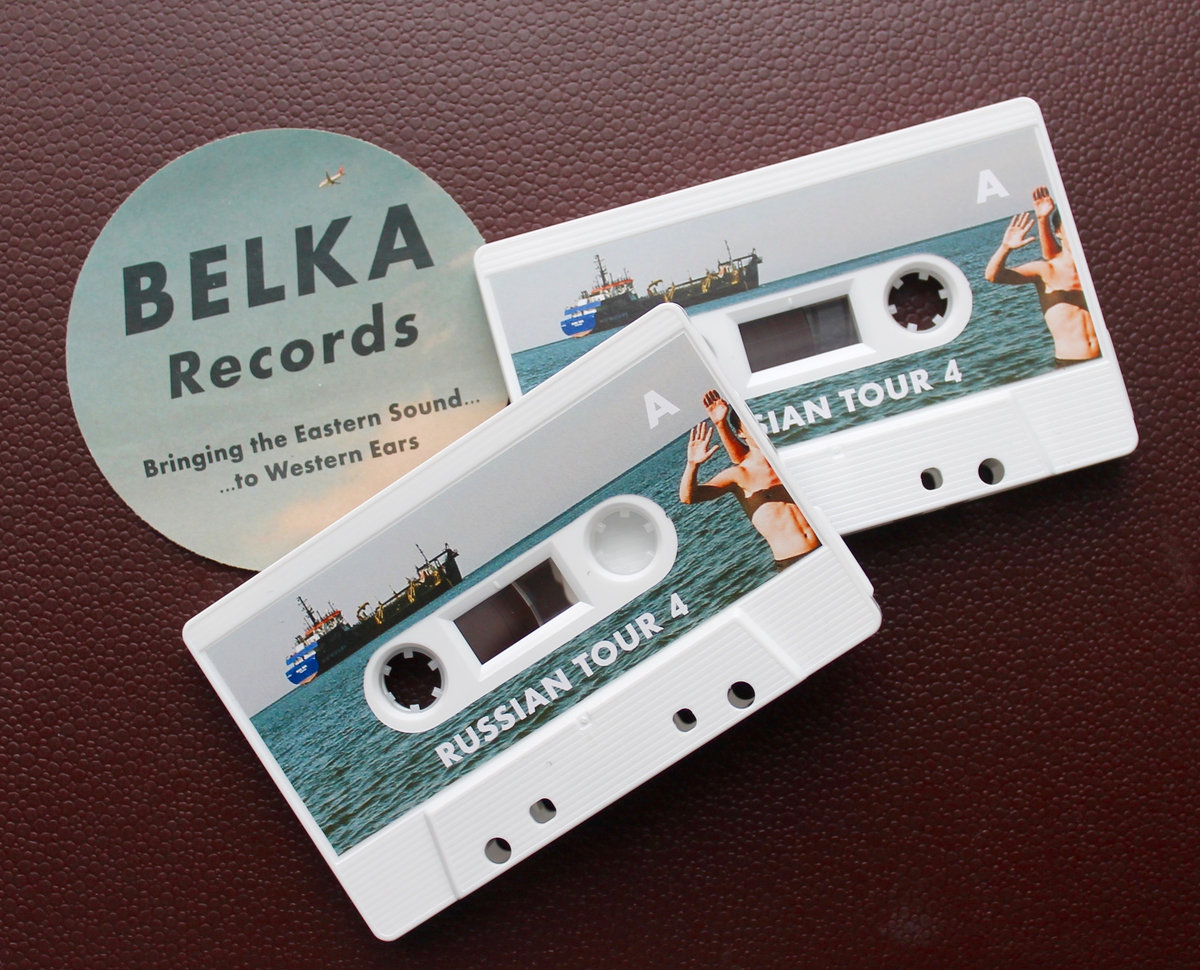 BELKA
Records
Bringing the Eastern Sound...
...to Western Ears
A
SIAN TOUR 4
A
RUSSIAN TOUR 4